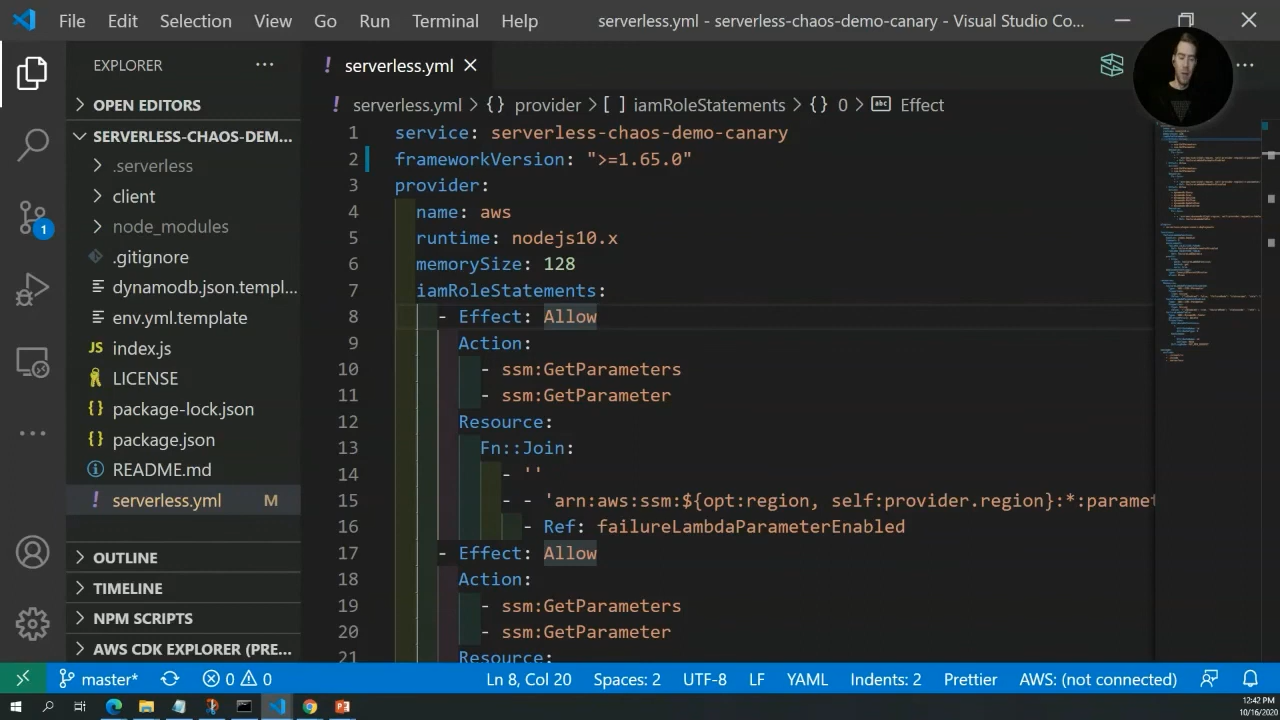 File Edit Selection View Go Run Terminal Help serverless.yml - serverless-chaos-demo-canary - Visual Studio Co...
EXPLORER
serverless.yml
serverless.yml > {} provider > [ ] iamRoleStatements > {} 0 > abc Effect
OPEN EDITORS
SERVERLESS-CHAOS-DEM...
.serverless
client
node_modules
.gitignore
dynamodb.json.templ...
env.yml.template
JS index.js
LICENSE
{} package-lock.json
{} package.json
README.md
! serverless.yml M
OUTLINE
TIMELINE
NPM SCRIPTS
AWS CDK EXPLORER (PRE...
1
1 service: serverless-chaos-demo-canary
2 frameworkVersion: ">=1.65.0"
3 provider:
4 name: aws
5 runtime: nodejs10.x
6 memorySize: 128
7 iamRoleStatements:
8 - Effect: Allow
9 Action:
10 - ssm:GetParameters
11 - ssm:GetParameter
12 Resource:
13 Fn::Join:
14 - ''
15 - - 'arn:aws:ssm:${opt:region, self:provider.region}:*:paramet
16 - Ref: failureLambdaParameterEnabled
17 - Effect: Allow
18 Action:
19 - ssm:GetParameters
20 - ssm:GetParameter
21 Resource:
master* 0 0 Ln 8, Col 20 Spaces: 2 UTF-8 LF YAML Indents: 2 Prettier AWS: (not connected)
12:42 PM
10/16/2020